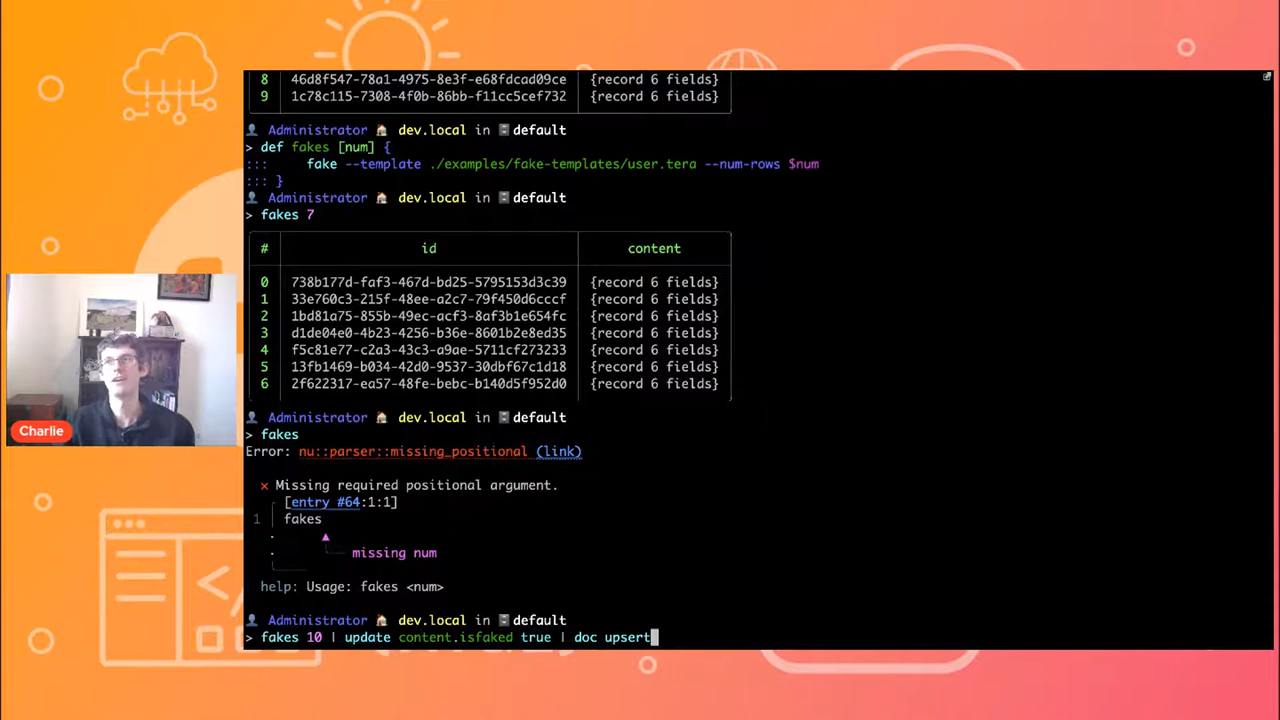 8 46d8f547-78a1-4975-8e3f-e68fdcad09ce {record 6 fields}
9 1c78c115-7308-4f0b-86bb-f11cc5cef732 {record 6 fields}
Administrator dev.local in default
> def fakes [num] {
::: fake --template ./examples/fake-templates/user.tera --num-rows $num
::: }
Administrator dev.local in default
> fakes 7
# id content
0 738b177d-faf3-467d-bd25-5795153d3c39 {record 6 fields}
1 33e760c3-215f-48ee-a2c7-79f450d6cccf {record 6 fields}
2 1bd81a75-855b-49ec-acf3-8af3b1e654fc {record 6 fields}
3 d1de04e0-4b23-4256-b36e-8601b2e8ed35 {record 6 fields}
4 f5c81e77-c2a3-43c3-a9ae-5711cf273233 {record 6 fields}
5 13fb1469-b034-42d0-9537-30dbf67c1d18 {record 6 fields}
6 2f622317-ea57-48fe-bebc-b140d5f952d0 {record 6 fields}
Administrator dev.local in default
> fakes
Error: nu::parser::missing_positional (link)
× Missing required positional argument.
[entry #64:1:1]
1 fakes
missing num
help: Usage: fakes <num>
Administrator dev.local in default
> fakes 10 | update content.isfaked true | doc upsert
Charlie